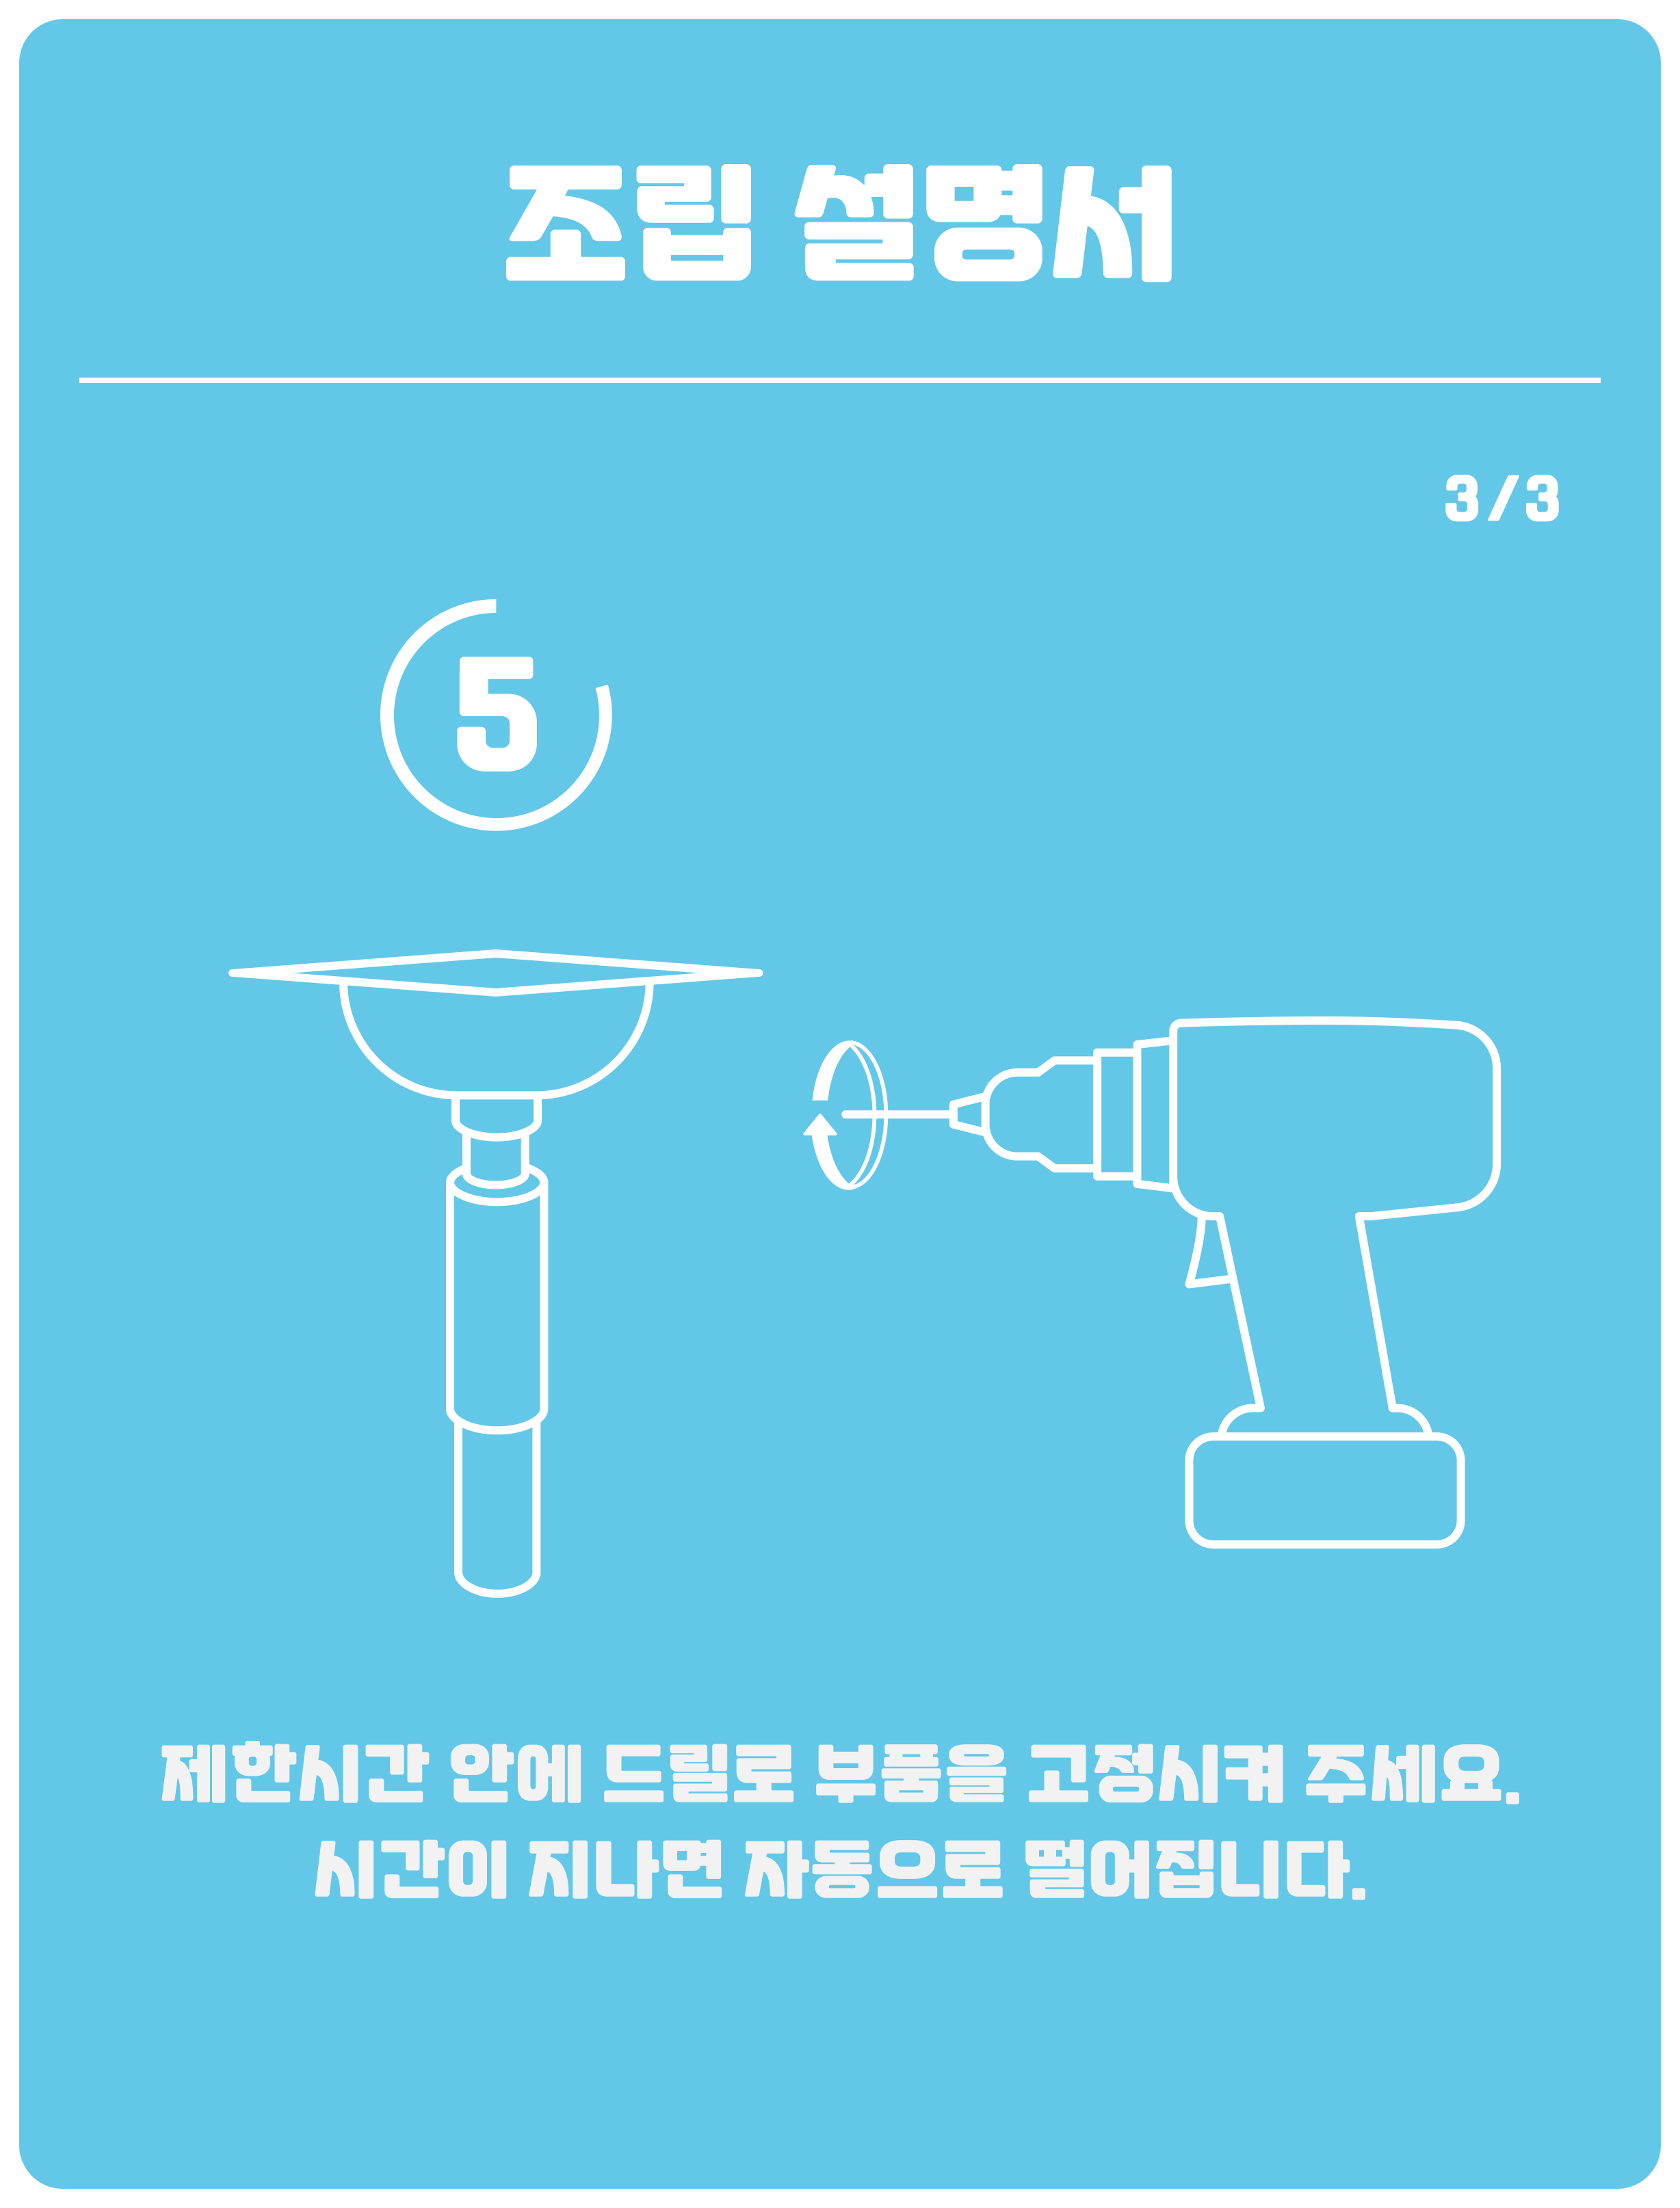 조립 설명서
3/3
5
제한시간 안에 드릴로 부품을 고정시켜 주세요.
시간이 지나면 자동으로 떨어집니다.